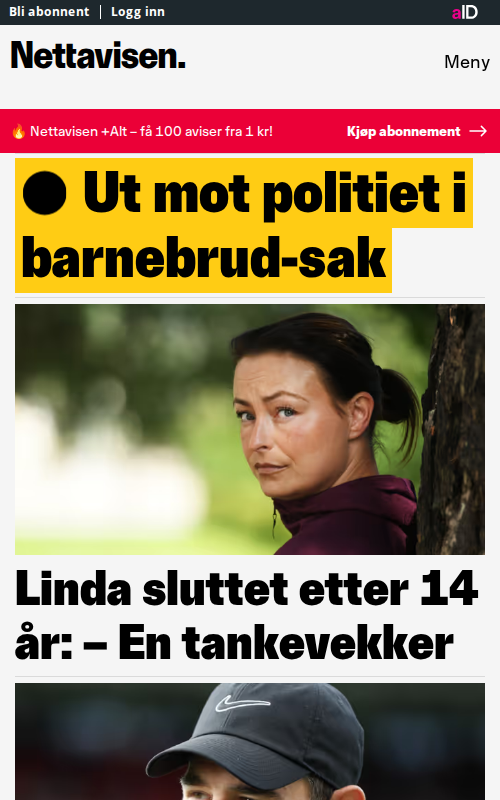 Bli abonnent | Logg inn
aID
Nettavisen.
Meny
🔥 Nettavisen +Alt – få 100 aviser fra 1 kr!
Kjøp abonnement →
● Ut mot politiet i
barnebrud-sak
Linda sluttet etter 14
år: – En tankevekker